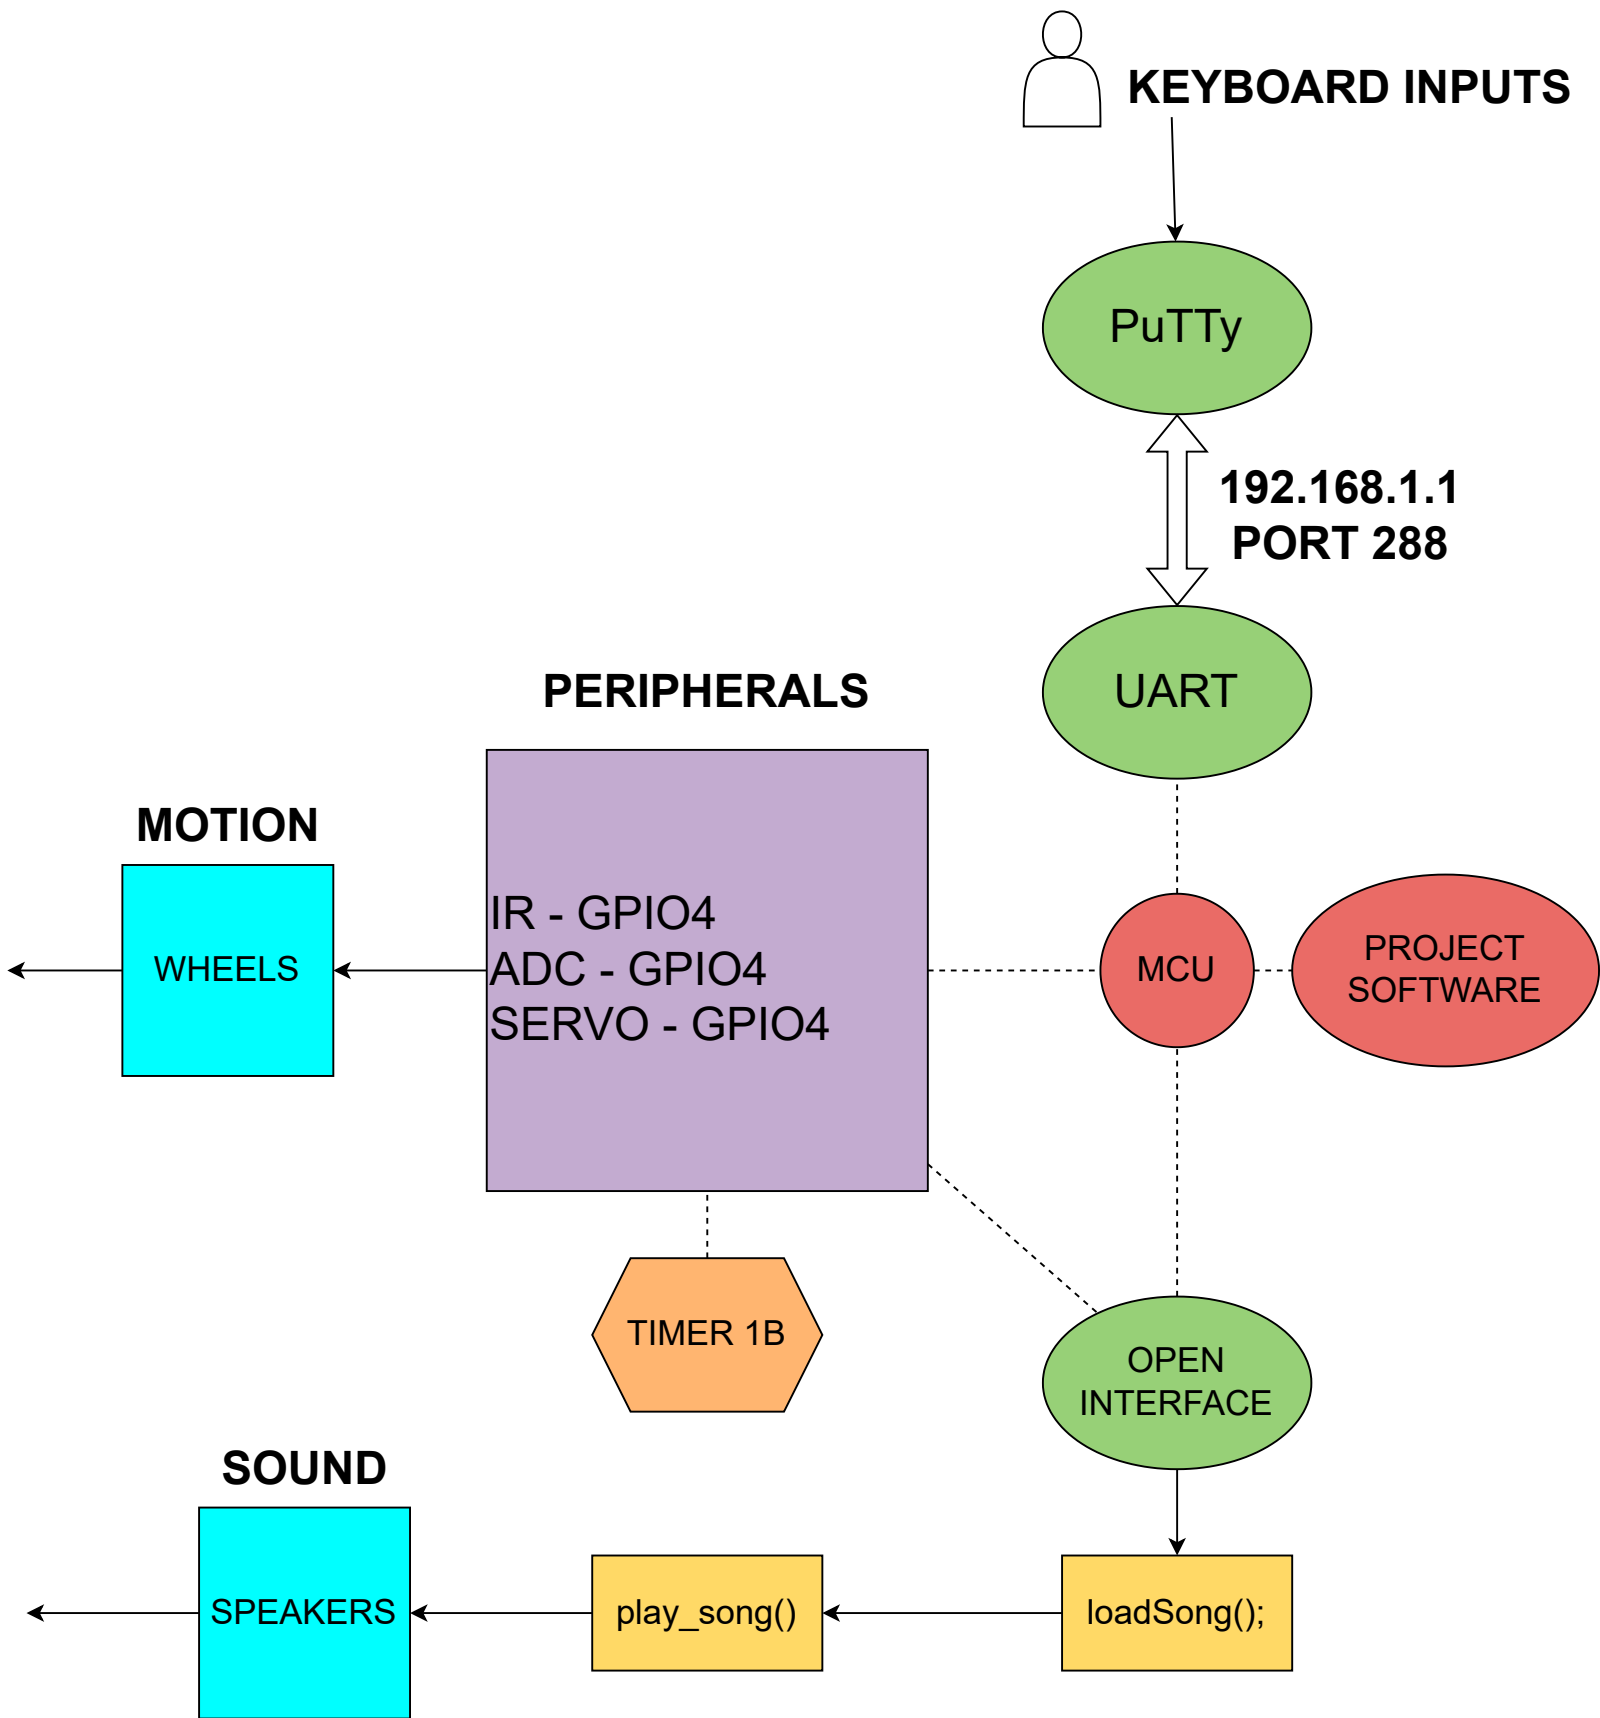 KEYBOARD INPUTS
PuTTy
192.168.1.1
PORT 288
UART
PERIPHERALS
MOTION
IR - GPIO4
ADC - GPIO4
SERVO - GPIO4
WHEELS
MCU
PROJECT
SOFTWARE
TIMER 1B
OPEN
INTERFACE
SOUND
SPEAKERS
play_song()
loadSong();